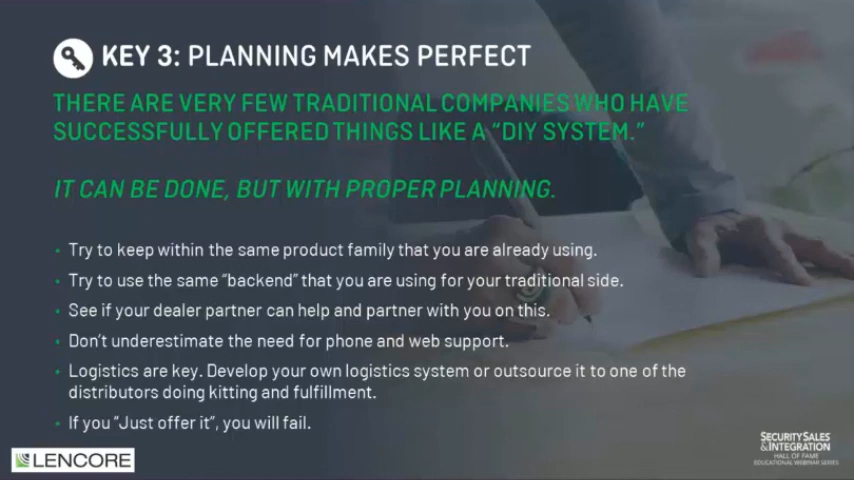 KEY 3: PLANNING MAKES PERFECT
THERE ARE VERY FEW TRADITIONAL COMPANIES WHO HAVE
SUCCESSFULLY OFFERED THINGS LIKE A “DIY SYSTEM.”
IT CAN BE DONE, BUT WITH PROPER PLANNING.
• Try to keep within the same product family that you are already using.
• Try to use the same “backend” that you are using for your traditional side.
• See if your dealer partner can help and partner with you on this.
• Don’t underestimate the need for phone and web support.
• Logistics are key. Develop your own logistics system or outsource it to one of the
distributors doing kitting and fulfillment.
• If you “Just offer it”, you will fail.
LENCORE
SECURITY SALES
& INTEGRATION
HALL OF FAME
EDUCATIONAL WEBINAR SERIES